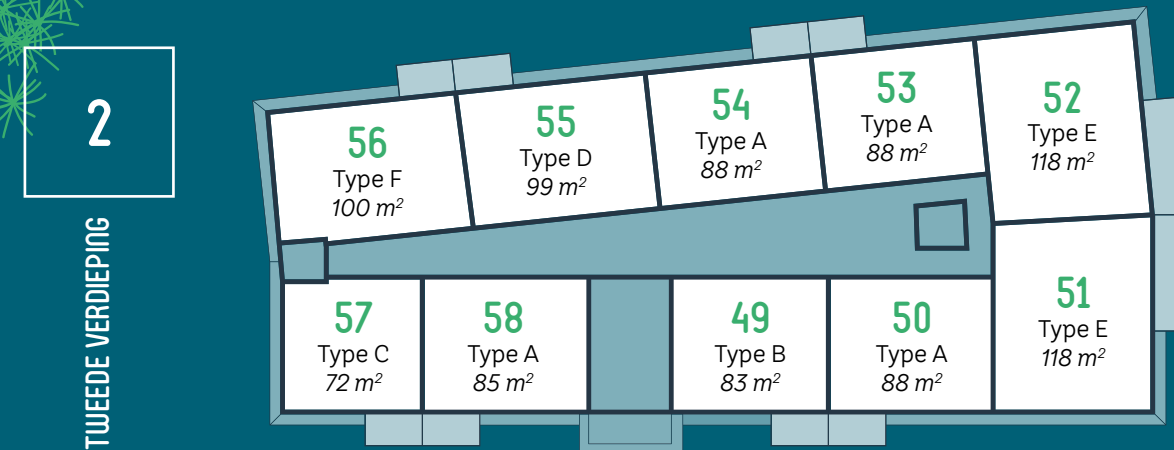 2
TWEEDE VERDIEPING
56
Type F
100 m²
55
Type D
99 m²
54
Type A
88 m²
53
Type A
88 m²
52
Type E
118 m²
57
Type C
72 m²
58
Type A
85 m²
49
Type B
83 m²
50
Type A
88 m²
51
Type E
118 m²